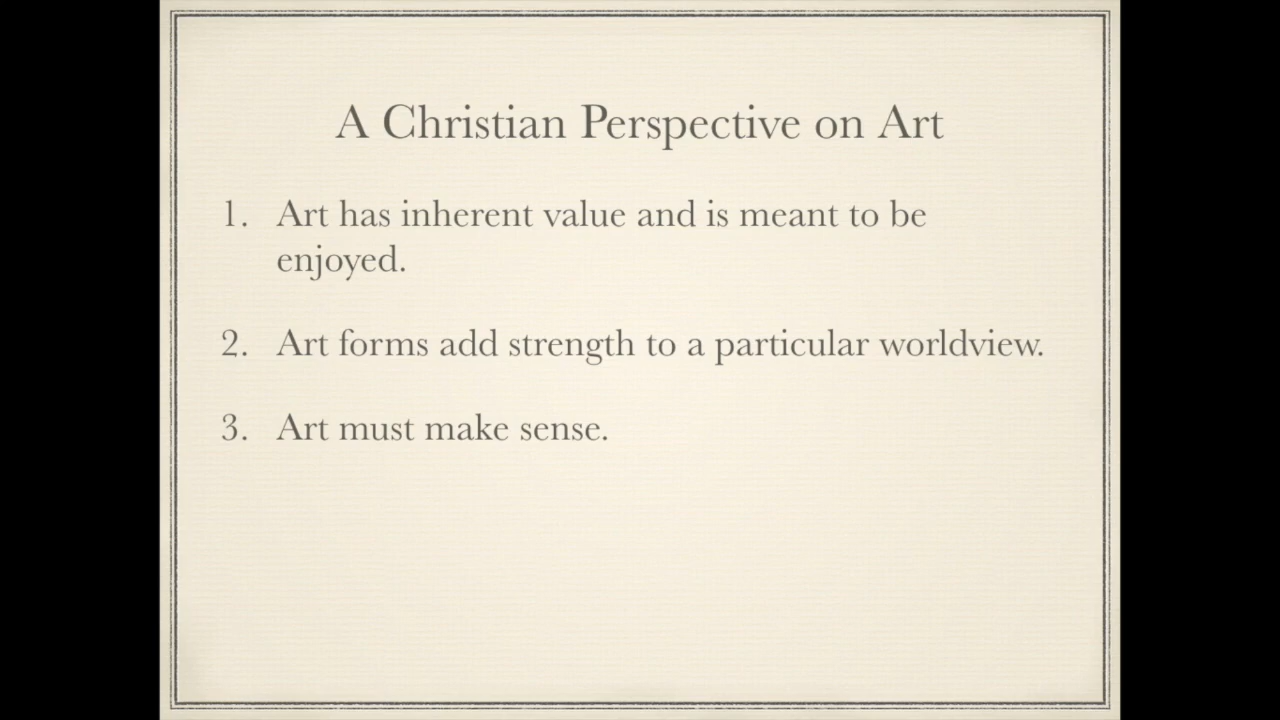 A Christian Perspective on Art
1. Art has inherent value and is meant to be
enjoyed.
2. Art forms add strength to a particular worldview.
3. Art must make sense.